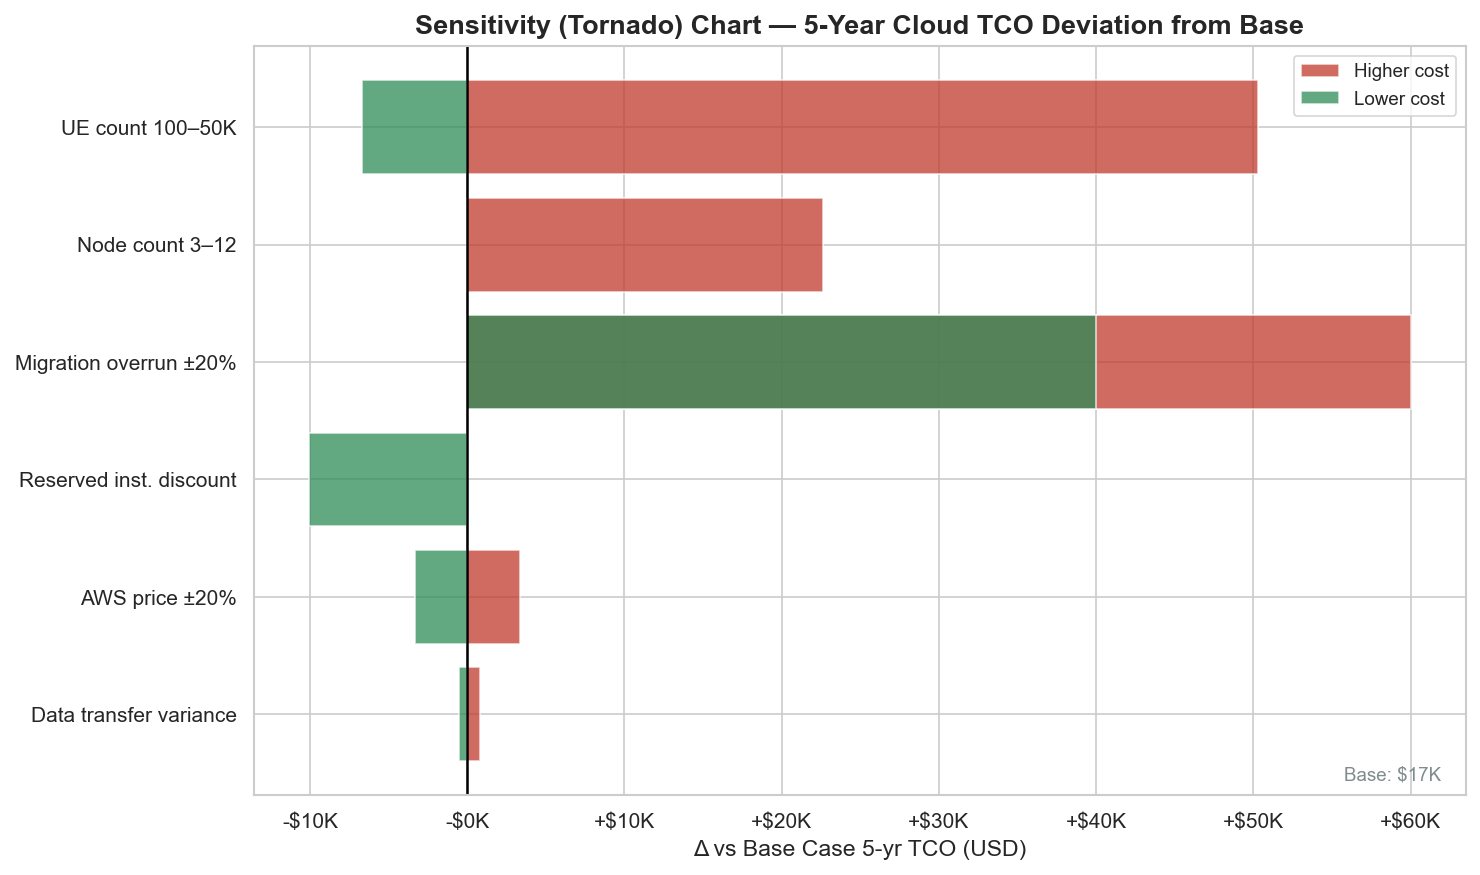 Sensitivity (Tornado) Chart — 5-Year Cloud TCO Deviation from Base
Higher cost
Lower cost
UE count 100–50K
Node count 3–12
Migration overrun ±20%
Reserved inst. discount
AWS price ±20%
Data transfer variance
Base: $17K
-$10K -$0K +$10K +$20K +$30K +$40K +$50K +$60K
Δ vs Base Case 5-yr TCO (USD)